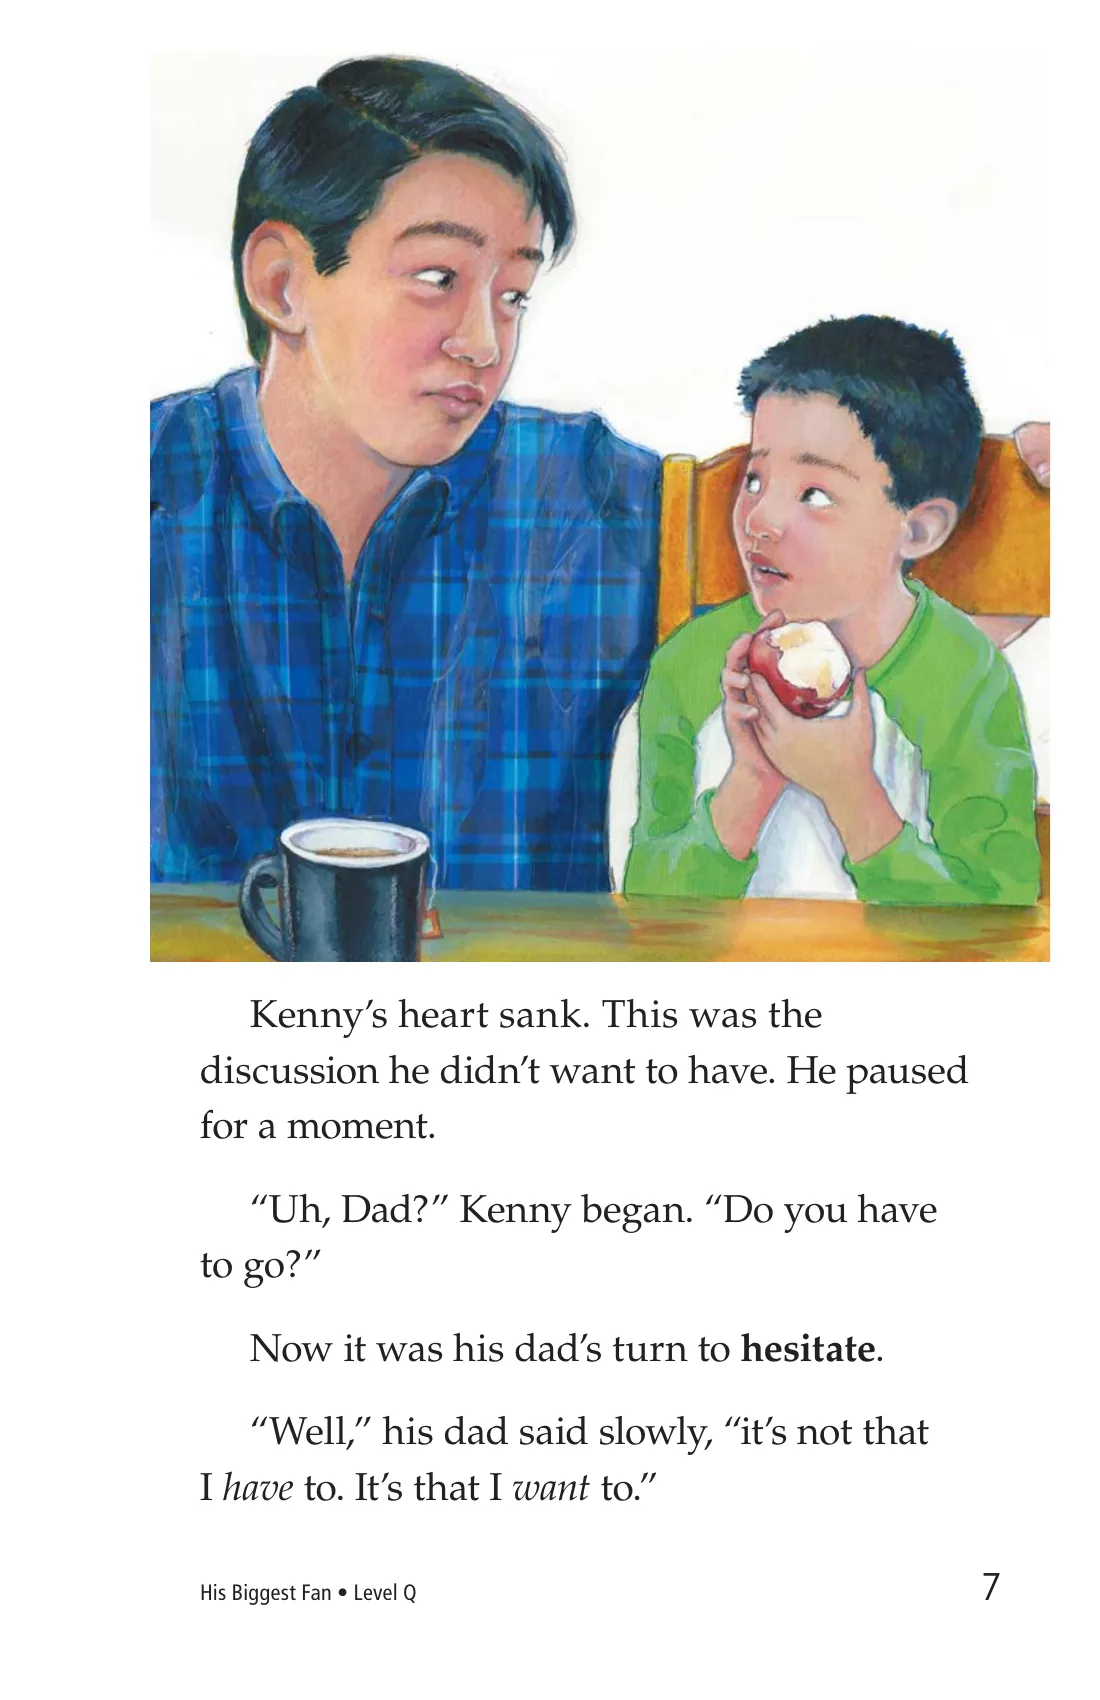 Kenny’s heart sank. This was the
discussion he didn’t want to have. He paused
for a moment.
“Uh, Dad?” Kenny began. “Do you have
to go?”
Now it was his dad’s turn to hesitate.
“Well,” his dad said slowly, “it’s not that
I have to. It’s that I want to.”
His Biggest Fan • Level Q
7